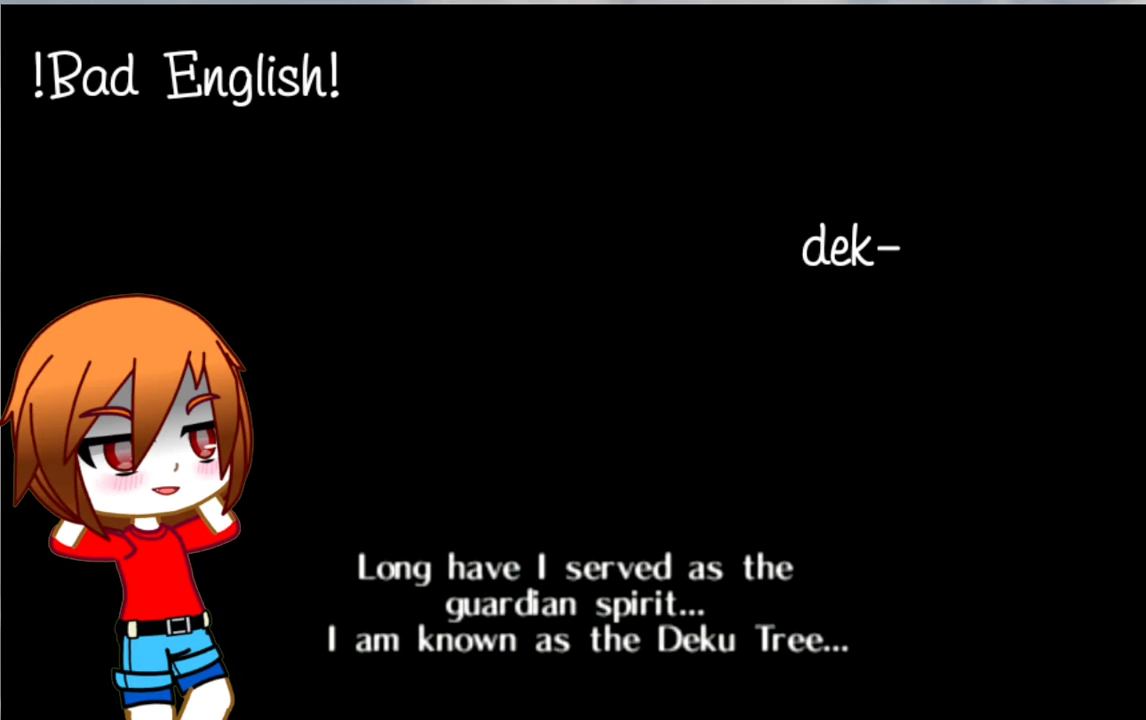 !Bad English!
dek-
Long have I served as the
guardian spirit...
I am known as the Deku Tree...